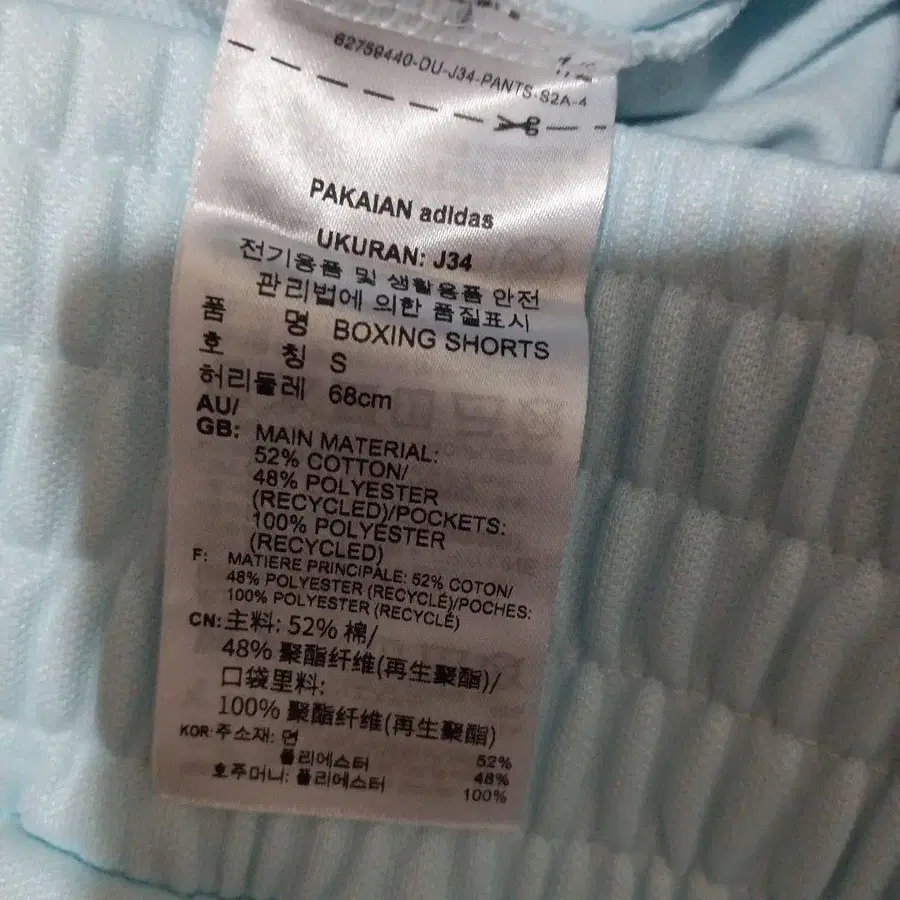 62759440-DU-J34-PANTS-S2A-4
PAKAIAN adidas
UKURAN: J34
전기용품 및 생활용품 안전
관리법에 의한 품질표시
품 명 BOXING SHORTS
호 칭 S
허리둘레 68cm
AU/
GB: MAIN MATERIAL:
52% COTTON/
48% POLYESTER
(RECYCLED)/POCKETS:
100% POLYESTER
(RECYCLED)
F: MATIERE PRINCIPALE: 52% COTON/
48% POLYESTER (RECYCLÉ)/POCHES:
100% POLYESTER (RECYCLÉ)
CN: 主料: 52% 棉/
48% 聚酯纤维(再生聚酯)/
口袋里料:
100% 聚酯纤维(再生聚酯)
KOR: 주소재: 면 52%
폴리에스터 48%
호주머니: 폴리에스터 100%